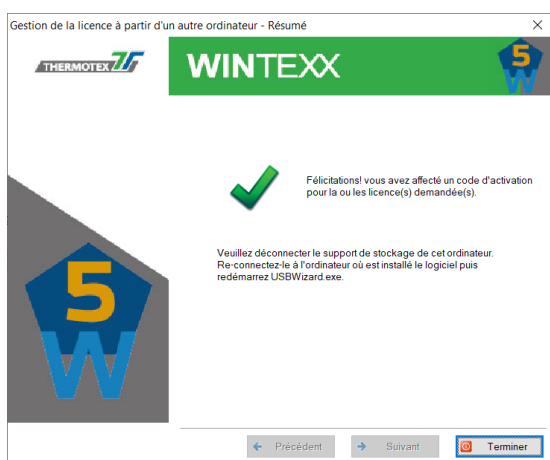 Gestion de la licence à partir d'un autre ordinateur - Résumé
THERMOTEX
WINTEXX
5
W
Félicitations! vous avez affecté un code d'activation
pour la ou les licence(s) demandée(s).
Veuillez déconnecter le support de stockage de cet ordinateur.
Re-connectez-le à l'ordinateur où est installé le logiciel puis
redémarrez USBWizard.exe.
5
W
Précédent
Suivant
Terminer